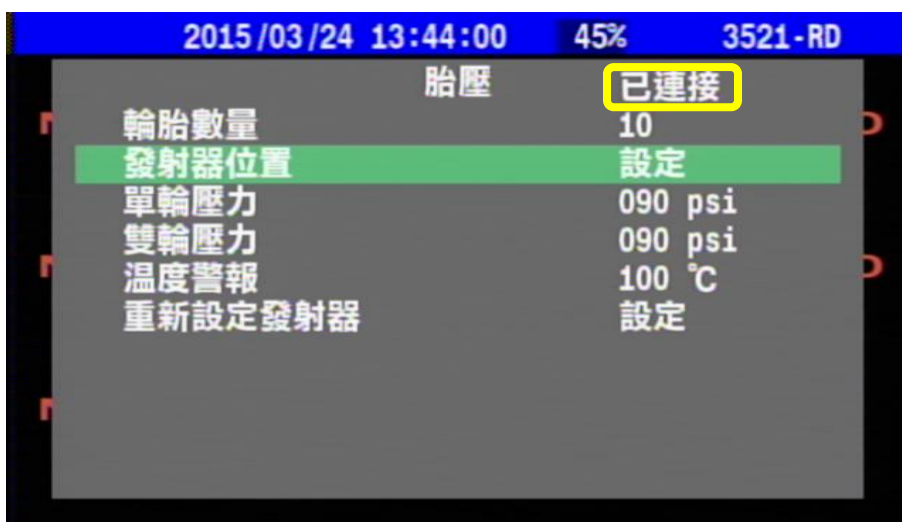 2015/03/24 13:44:00 45% 3521-RD
胎壓 已連接
輪胎數量 10
發射器位置 設定
單輪壓力 090 psi
雙輪壓力 090 psi
温度警報 100 ℃
重新設定發射器 設定